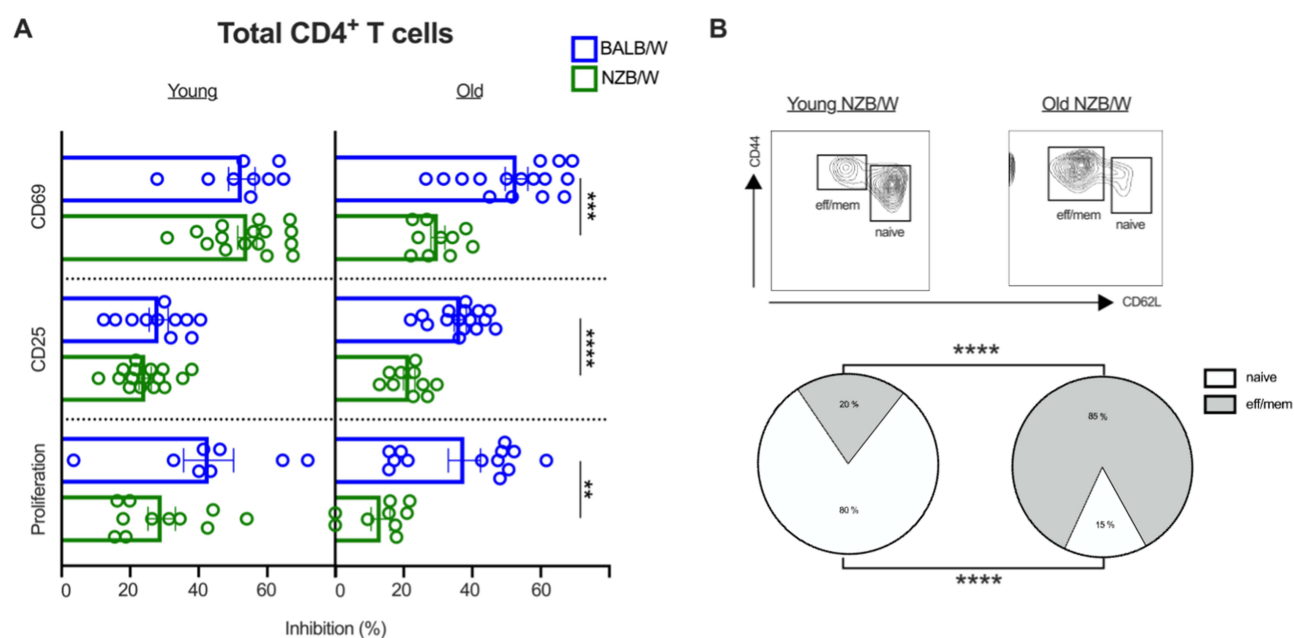 A
Total CD4⁺ T cells
BALB/W
NZB/W
Young
Old
CD69
***
CD25
****
Proliferation
**
0 20 40 60 0 20 40 60
Inhibition (%)
B
Young NZB/W
Old NZB/W
CD44
eff/mem
naive
eff/mem
naive
CD62L
****
20 %
80 %
85 %
15 %
naive
eff/mem
****